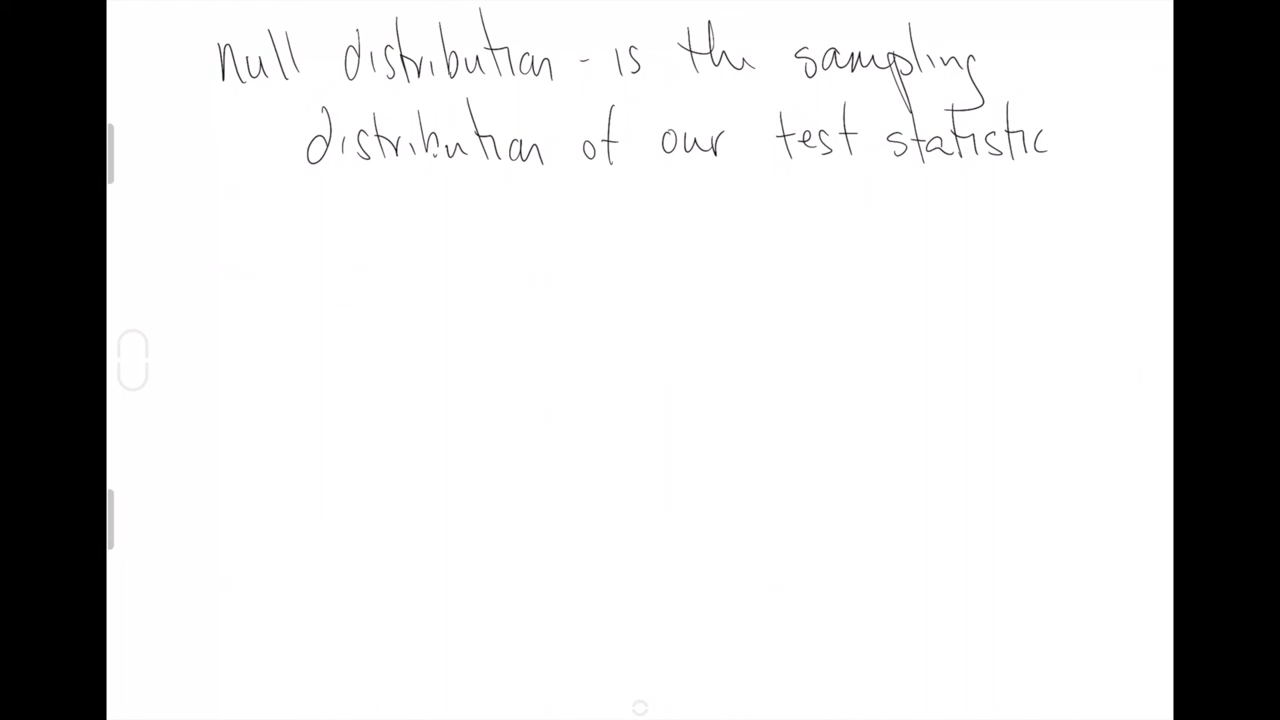 null distribution - is the sampling
distribution of our test statistic